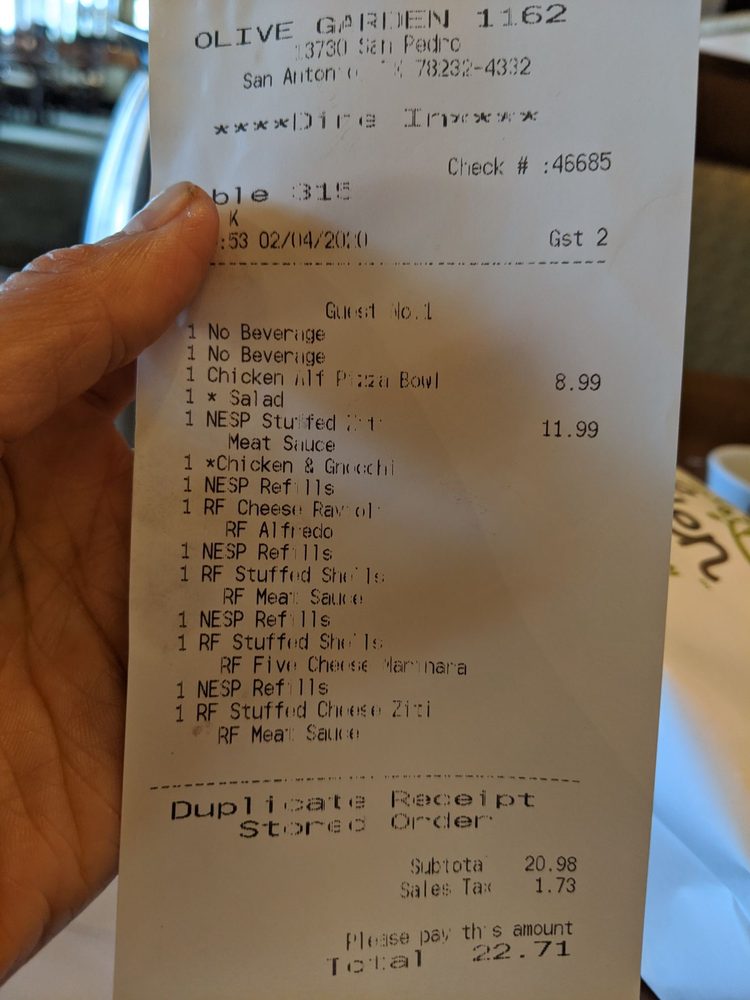 OLIVE GARDEN 1162
13730 San Pedro
San Antonio, TX 78232-4332
****Dine In****
Check # :46685
ble 315
K
:53 02/04/2020
Gst 2
Guest No.1
1 No Beverage
1 No Beverage
1 Chicken Alf Pizza Bowl 8.99
1 * Salad
1 NESP Stuffed Ziti 11.99
Meat Sauce
1 *Chicken & Gnocchi
1 NESP Refills
1 RF Cheese Ravioli
RF Alfredo
1 NESP Refills
1 RF Stuffed Shells
RF Meat Sauce
1 NESP Refills
1 RF Stuffed Shells
RF Five Cheese Marinara
1 NESP Refills
1 RF Stuffed Cheese Ziti
RF Meat Sauce
Duplicate Receipt
Stored Order
Subtotal 20.98
Sales Tax 1.73
Please pay this amount
Total 22.71